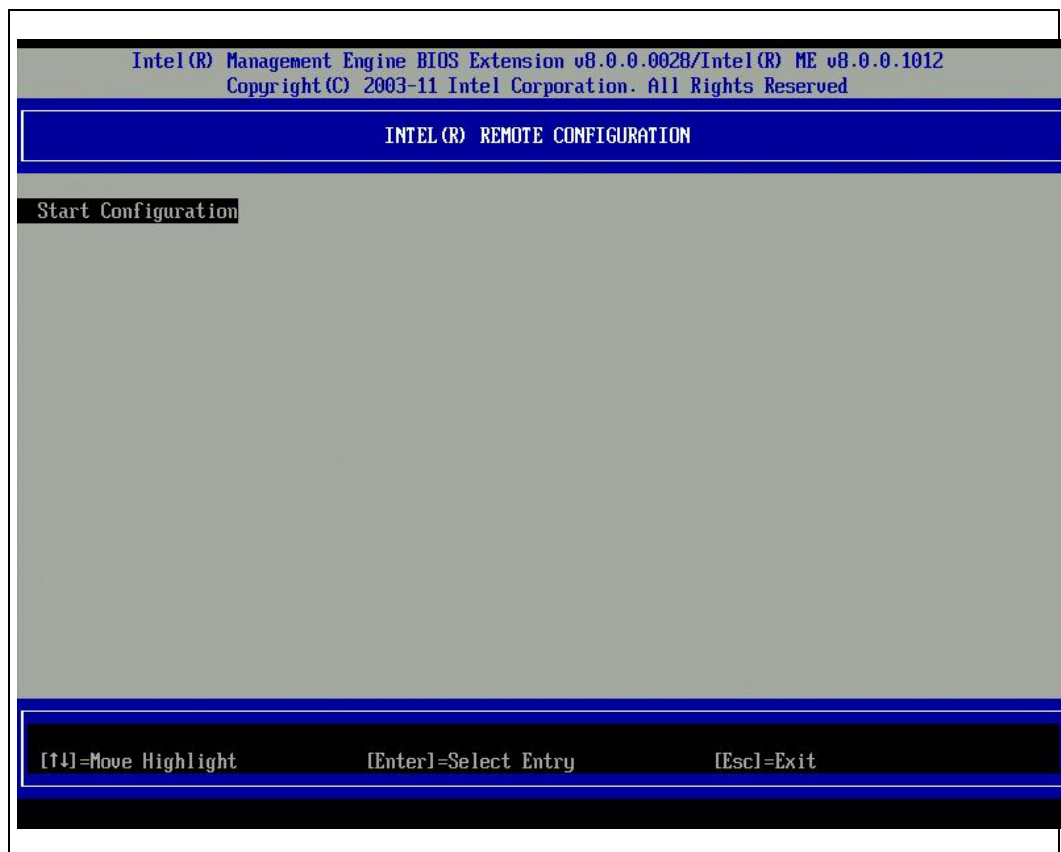 Intel(R) Management Engine BIOS Extension v8.0.0.0028/Intel(R) ME v8.0.0.1012
Copyright(C) 2003-11 Intel Corporation. All Rights Reserved
INTEL(R) REMOTE CONFIGURATION
Start Configuration
[↑↓]=Move Highlight [Enter]=Select Entry [Esc]=Exit